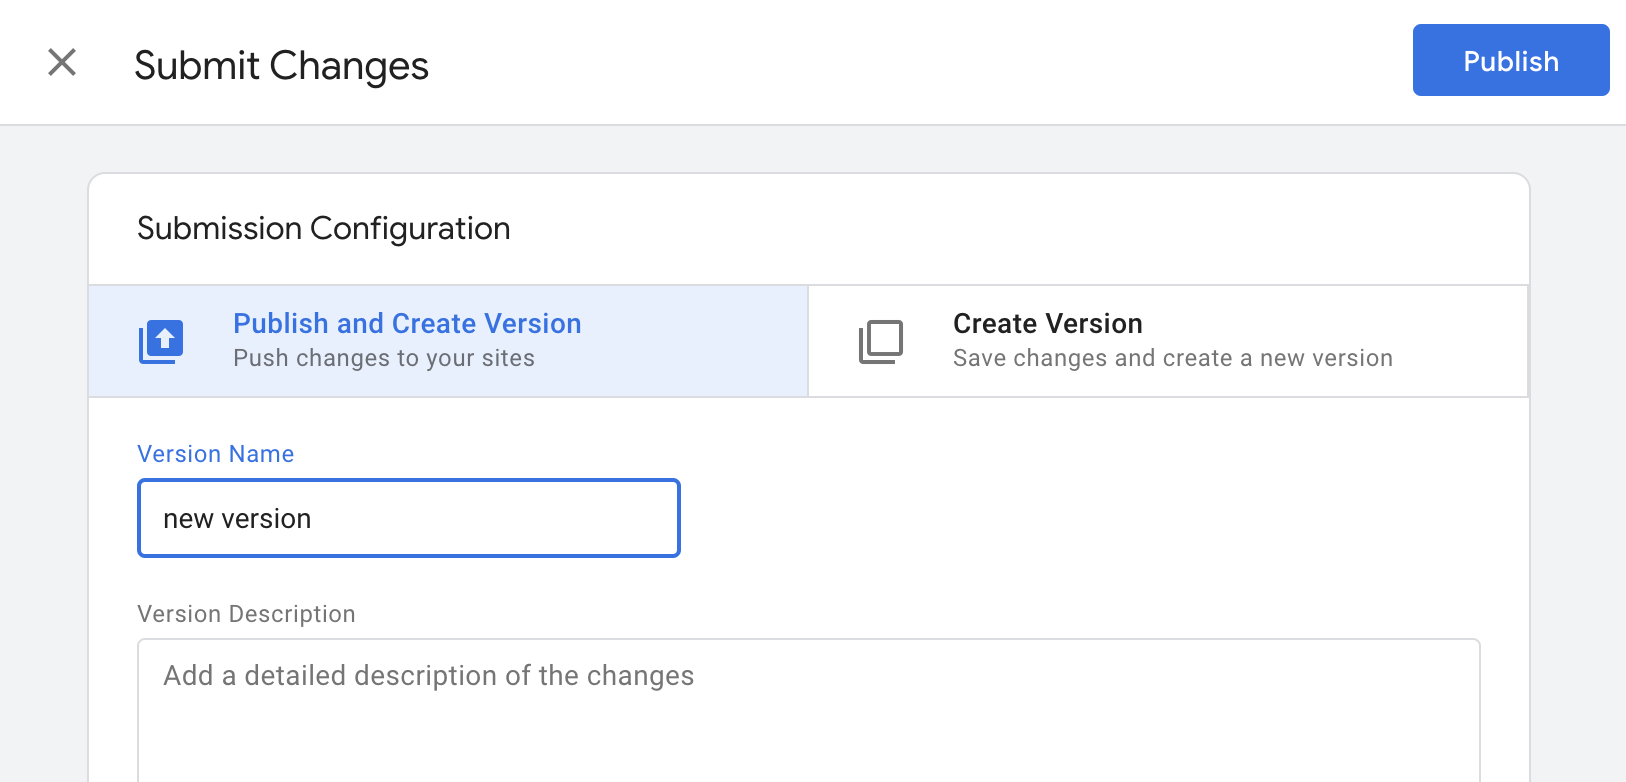 Submit Changes
Publish
Submission Configuration
Publish and Create Version
Push changes to your sites
Create Version
Save changes and create a new version
Version Name
new version
Version Description
Add a detailed description of the changes